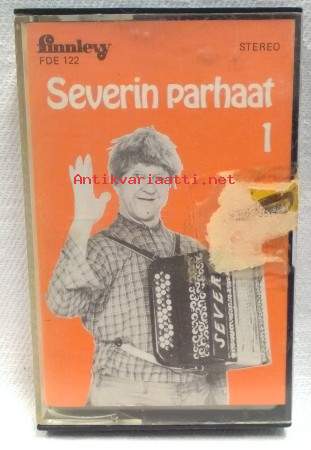 Finnlevy
FDE 122
STEREO
Severin parhaat
1
Antikvariaatti.net
SEVER